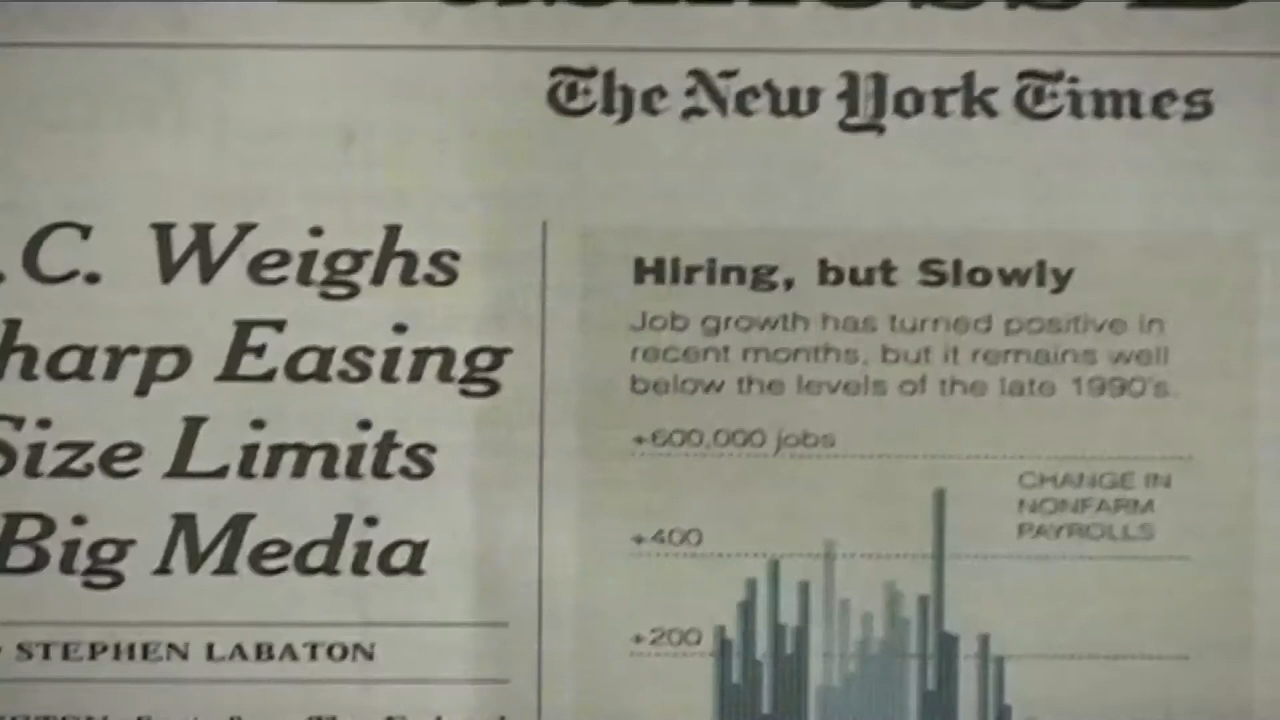 The New York Times
.C. Weighs
harp Easing
Size Limits
Big Media
STEPHEN LABATON
Hiring, but Slowly
Job growth has turned positive in
recent months, but it remains well
below the levels of the late 1990's.
+600,000 jobs
CHANGE IN
NONFARM
PAYROLLS
+400
+200